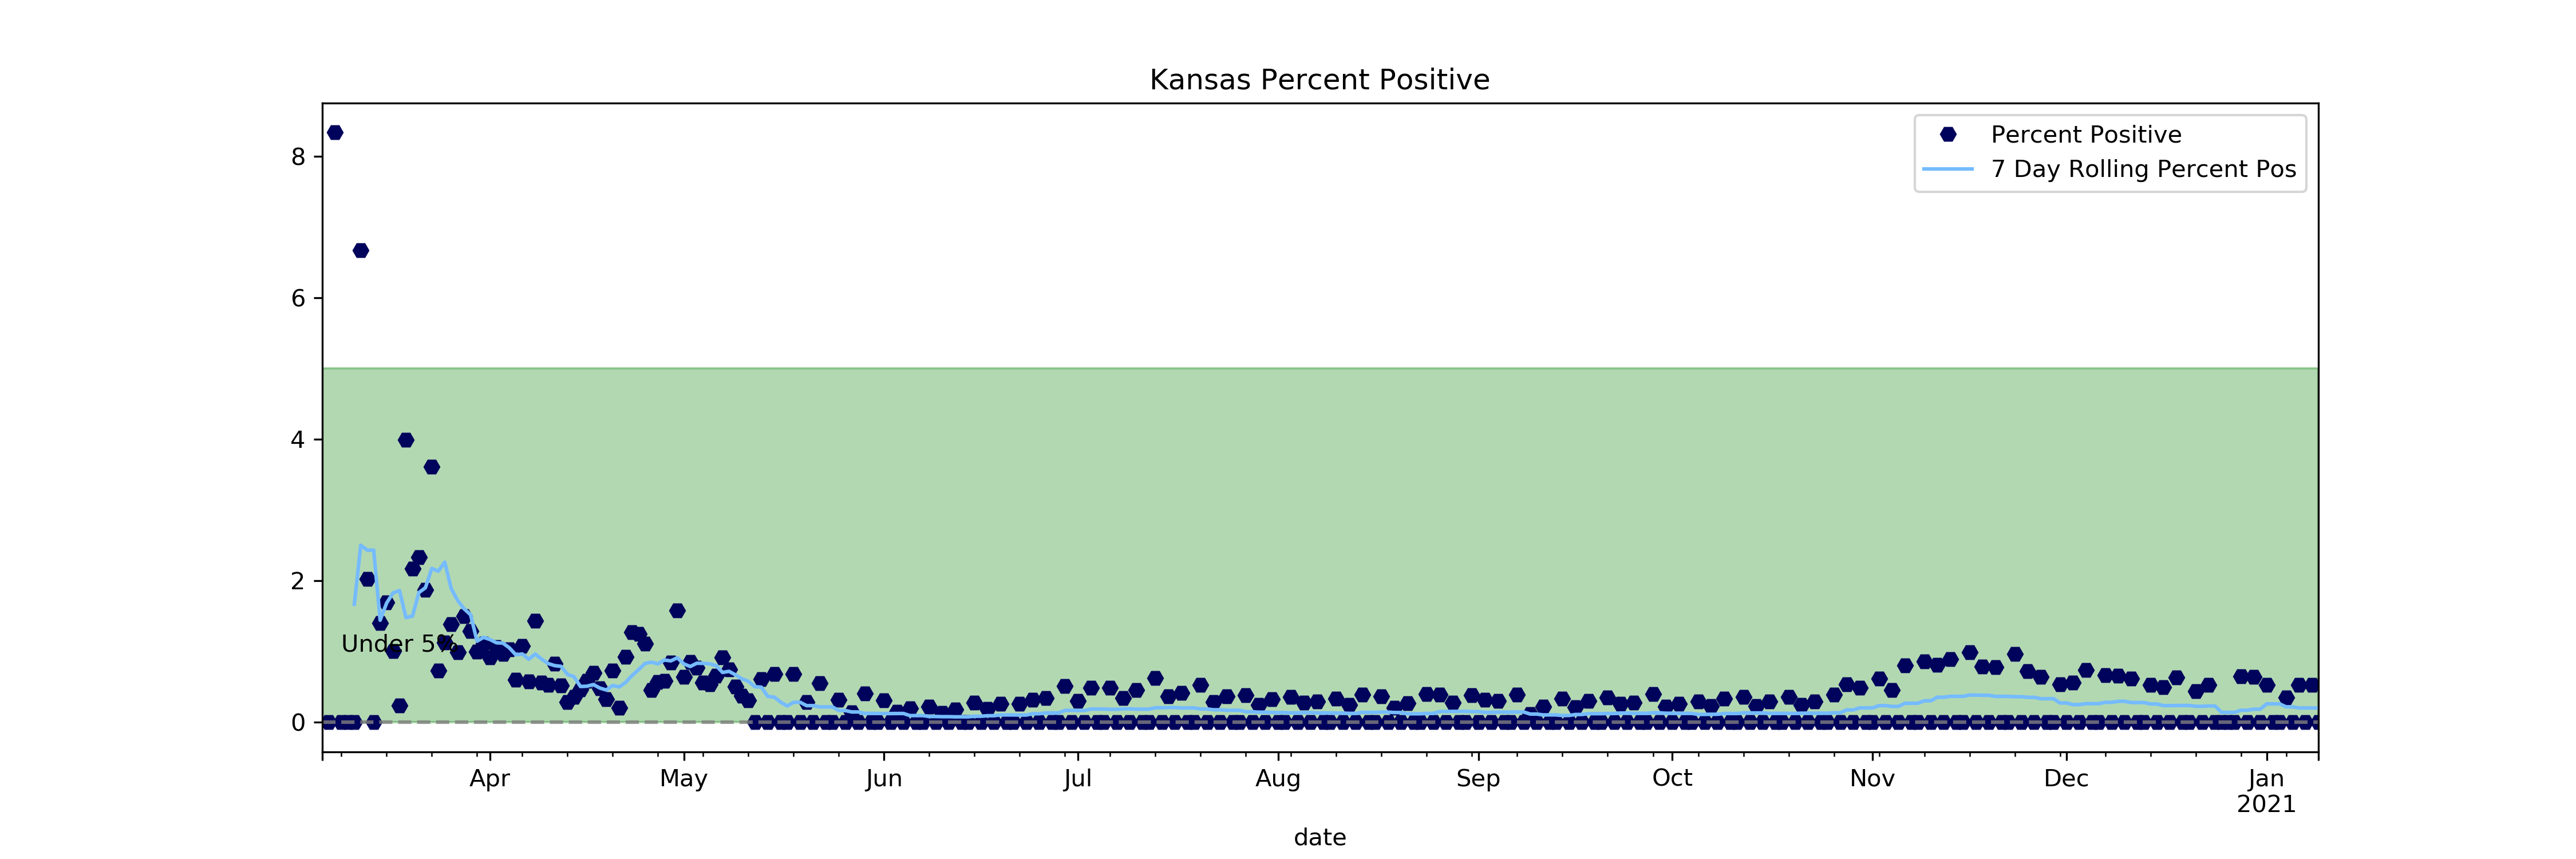 Kansas Percent Positive
Percent Positive
7 Day Rolling Percent Pos
8
6
4
2
0
Under 5%
Apr May Jun Jul Aug Sep Oct Nov Dec Jan
2021
date